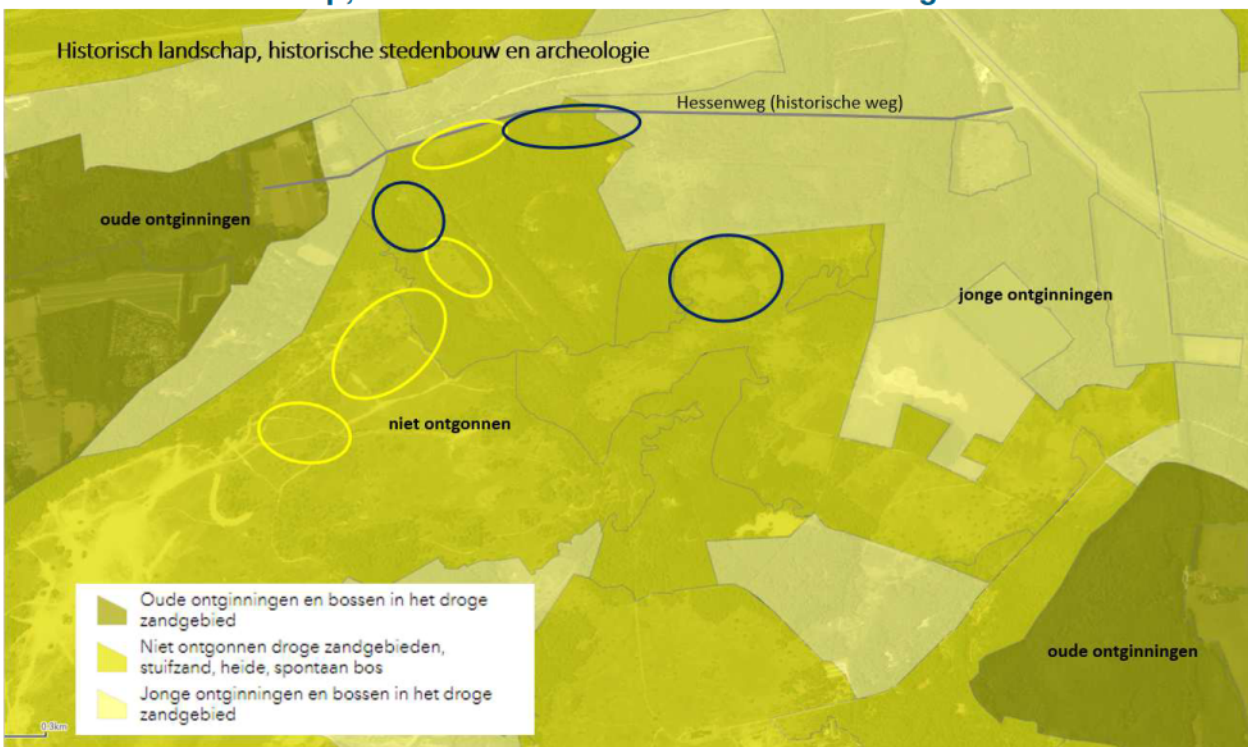 Historisch landschap, historische stedenbouw en archeologie
Hessenweg (historische weg)
oude ontginningen
jonge ontginningen
niet ontgonnen
Oude ontginningen en bossen in het droge
zandgebied
Niet ontgonnen droge zandgebieden,
stuifzand, heide, spontaan bos
Jonge ontginningen en bossen in het droge
zandgebied
oude ontginningen
0.3km